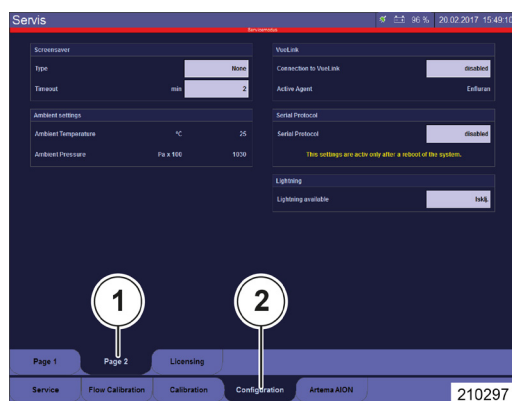 Servis
96 % 20.02.2017 15:49:10
Servicemodus
Screensaver
Type None
Timeout min 2
Ambient settings
Ambient Temperature °C 25
Ambient Pressure Pa x 100 1030
VueLink
Connection to VueLink disabled
Active Agent Enfluran
Serial Protocol
Serial Protocol disabled
This settings are activ only after a reboot of the system.
Lightning
Lightning available Isklj.
1 2
Page 1 Page 2 Licensing
Service Flow Calibration Calibration Configuration Artema AION
210297